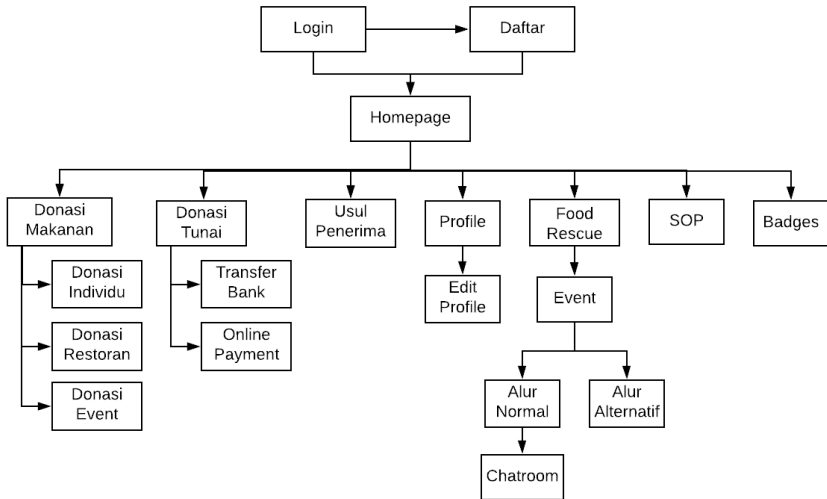 Login
Daftar
Homepage
Donasi
Makanan
Donasi
Tunai
Usul
Penerima
Profile
Food
Rescue
SOP
Badges
Donasi
Individu
Transfer
Bank
Edit
Profile
Event
Donasi
Restoran
Online
Payment
Donasi
Event
Alur
Normal
Alur
Alternatif
Chatroom